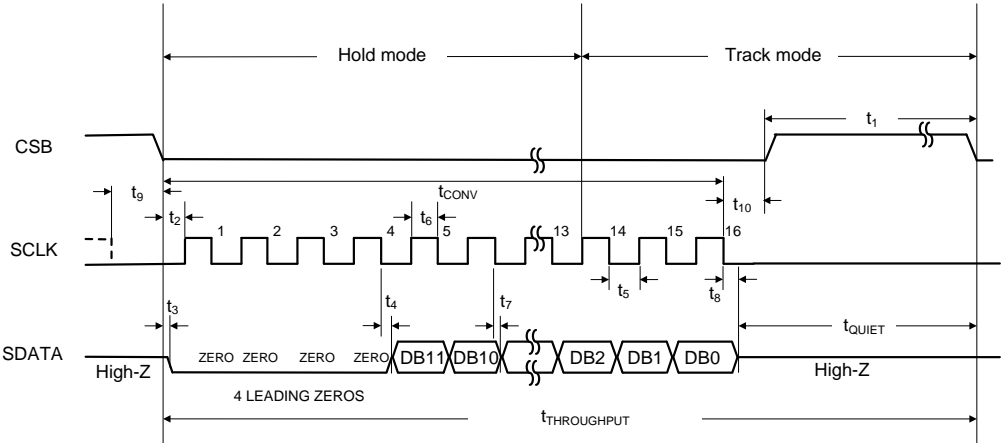 Hold mode
Track mode
t1
CSB
t9
tCONV
t10
t2
t6
1 2 3 4 5 13 14 15 16
SCLK
t3
t4
t7
t5
t8
tQUIET
SDATA
ZERO ZERO ZERO ZERO DB11 DB10 DB2 DB1 DB0
High-Z
High-Z
4 LEADING ZEROS
tTHROUGHPUT